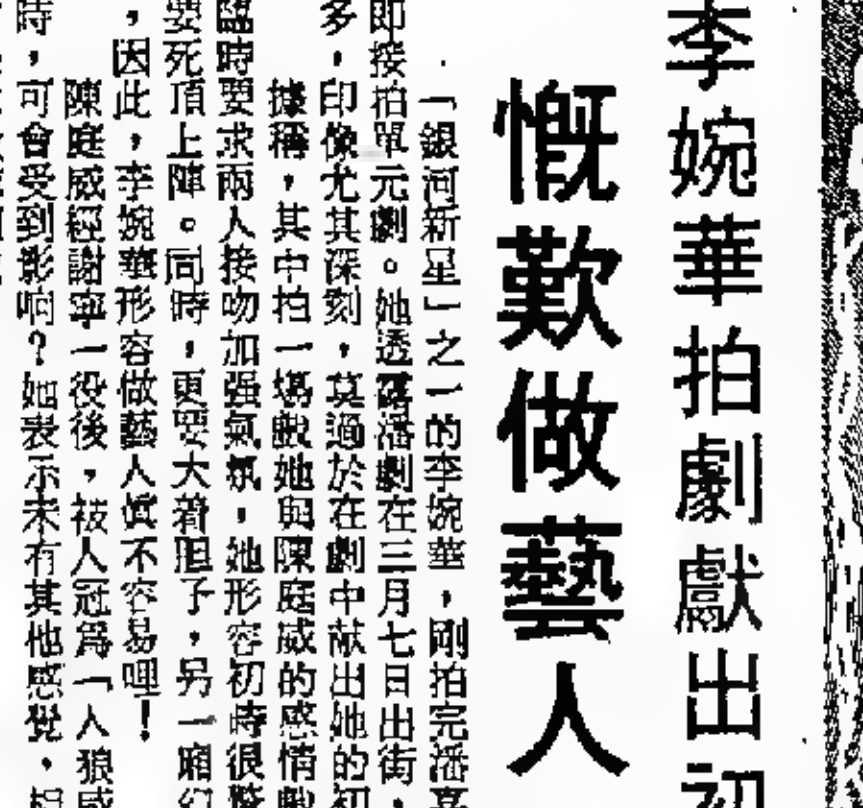 李婉華拍劇獻出
慨歎做藝人
「銀河新星」之一的李婉華，剛拍完潘
即接拍單元劇。她透露潘劇在三月七日出街，
多，印像尤其深刻，莫過於在劇中献出她的初
據稱，其中拍一場戲她與陳庭威的感情戲
臨時要求兩人接吻加强氣氛，她形容初時很
要死頂上陣。同時，更要大着胆子，另一廂
，因此，李婉華形容做藝人眞不容易哩！
陳庭威經謝寧一役後，被人冠爲「人狼
時，可會受到影响？她表示未有其他感覺，